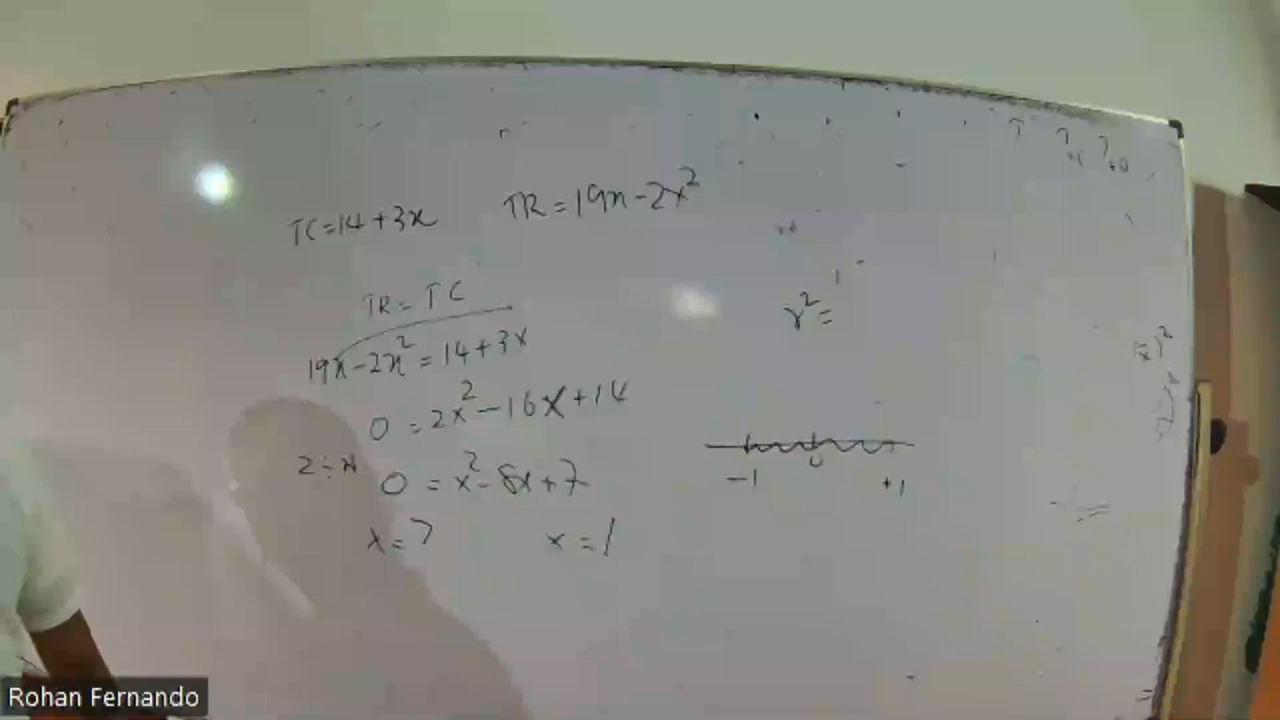 TC=14+3x TR=19x-2x²
TR=TC
19x-2x²=14+3x
0=2x²-16x+14
0=x²-8x+7
x=7 x=1
r²=
-1 0 +1
Rohan Fernando